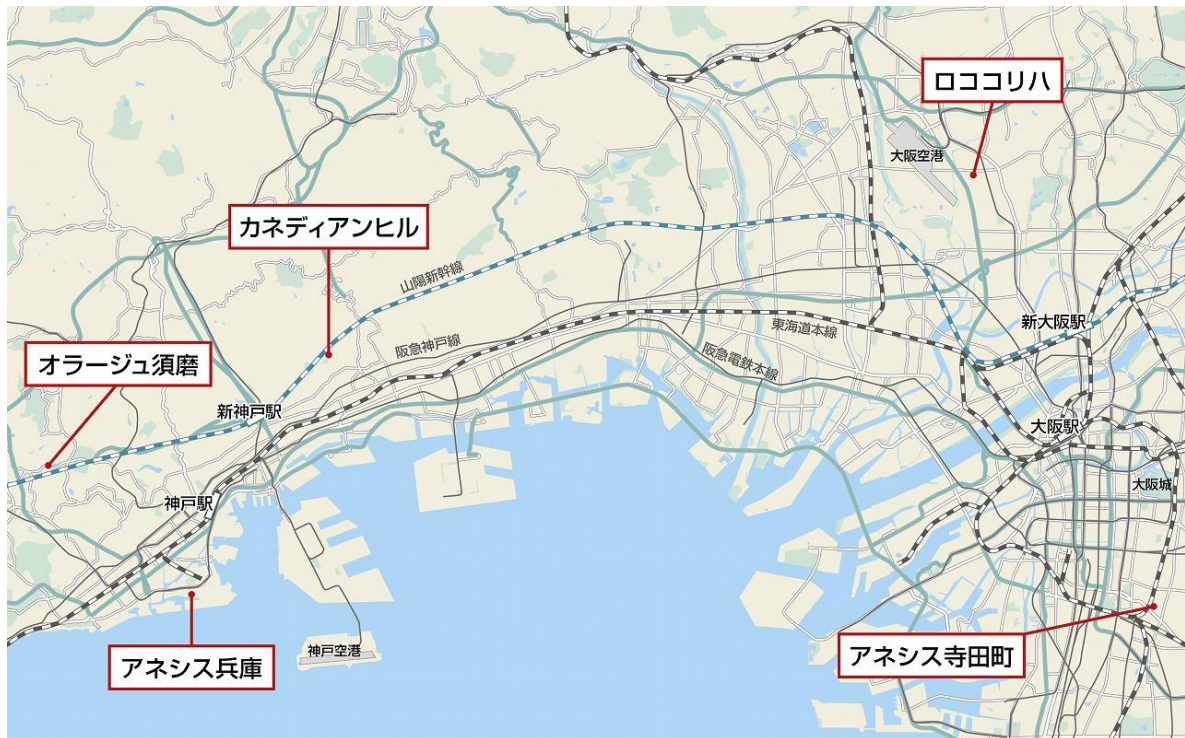 ロココリハ
大阪空港
カネディアンヒル
山陽新幹線
新大阪駅
東海道本線
阪急神戸線
阪急電鉄本線
オラージュ須磨
新神戸駅
大阪駅
大阪城
神戸駅
アネシス兵庫
神戸空港
アネシス寺田町